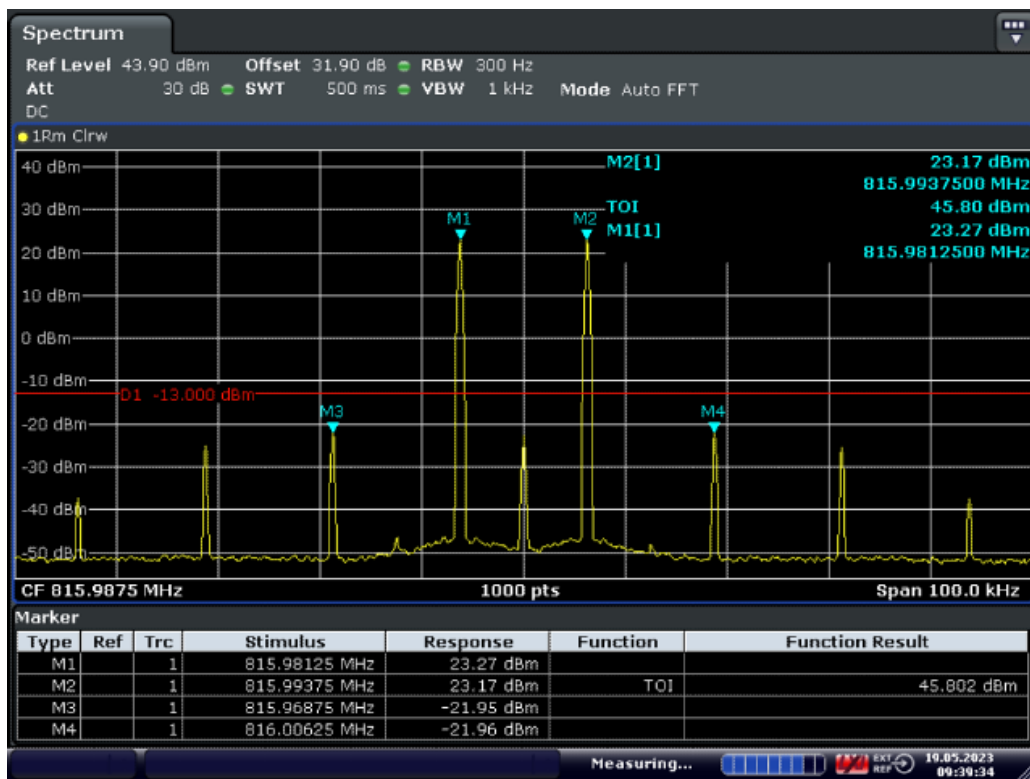 Spectrum
Ref Level 43.90 dBm Offset 31.90 dB RBW 300 Hz
Att 30 dB SWT 500 ms VBW 1 kHz Mode Auto FFT
DC
1Rm Clrw
M2[1] 23.17 dBm
815.9937500 MHz
TOI 45.80 dBm
M1[1] 23.27 dBm
815.9812500 MHz
40 dBm
30 dBm
M1 M2
20 dBm
10 dBm
0 dBm
-10 dBm
D1 -13.000 dBm
M3 M4
-20 dBm
-30 dBm
-40 dBm
-50 dBm
CF 815.9875 MHz 1000 pts Span 100.0 kHz
Marker
Type Ref Trc Stimulus Response Function Function Result
M1 1 815.98125 MHz 23.27 dBm
M2 1 815.99375 MHz 23.17 dBm TOI 45.802 dBm
M3 1 815.96875 MHz -21.95 dBm
M4 1 816.00625 MHz -21.96 dBm
Measuring... EXT REF 19.05.2023
09:39:34